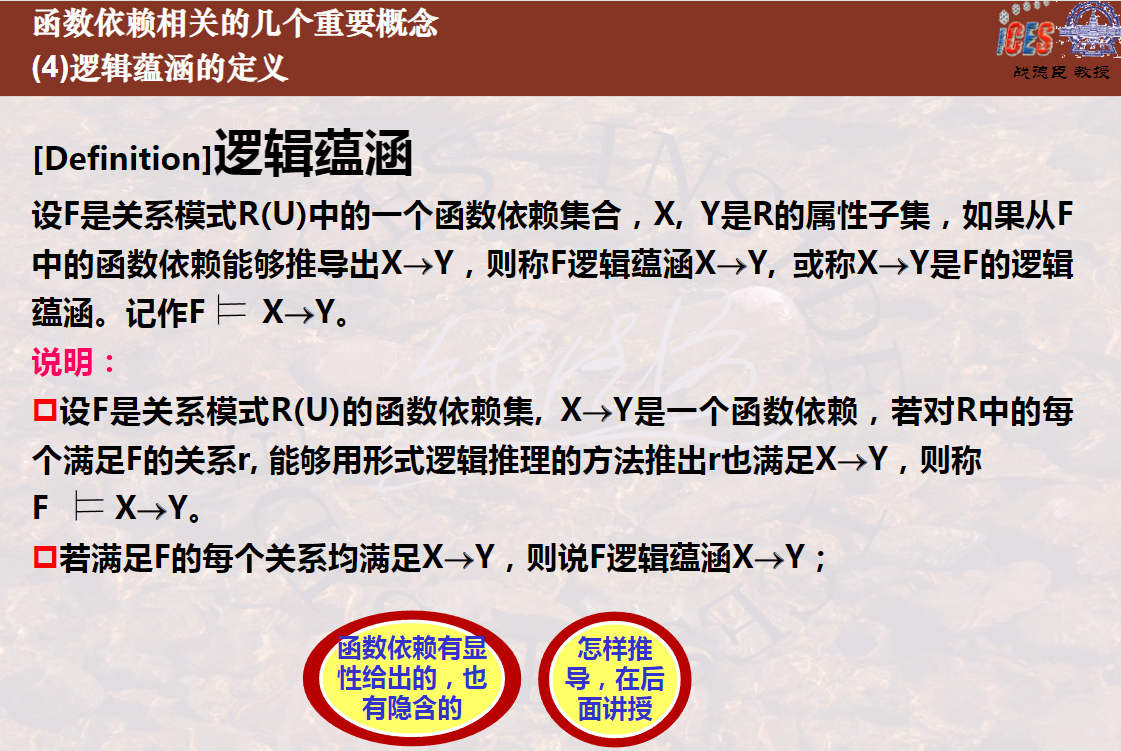 函数依赖相关的几个重要概念
(4)逻辑蕴涵的定义
iCES
战德臣 教授
[Definition]逻辑蕴涵
设F是关系模式R(U)中的一个函数依赖集合，X, Y是R的属性子集，如果从F
中的函数依赖能够推导出X→Y，则称F逻辑蕴涵X→Y, 或称X→Y是F的逻辑
蕴涵。记作F ⊨ X→Y。
说明：
设F是关系模式R(U)的函数依赖集, X→Y是一个函数依赖，若对R中的每
个满足F的关系r, 能够用形式逻辑推理的方法推出r也满足X→Y，则称
F ⊨ X→Y。
若满足F的每个关系均满足X→Y，则说F逻辑蕴涵X→Y；
函数依赖有显
性给出的，也
有隐含的
怎样推
导，在后
面讲授